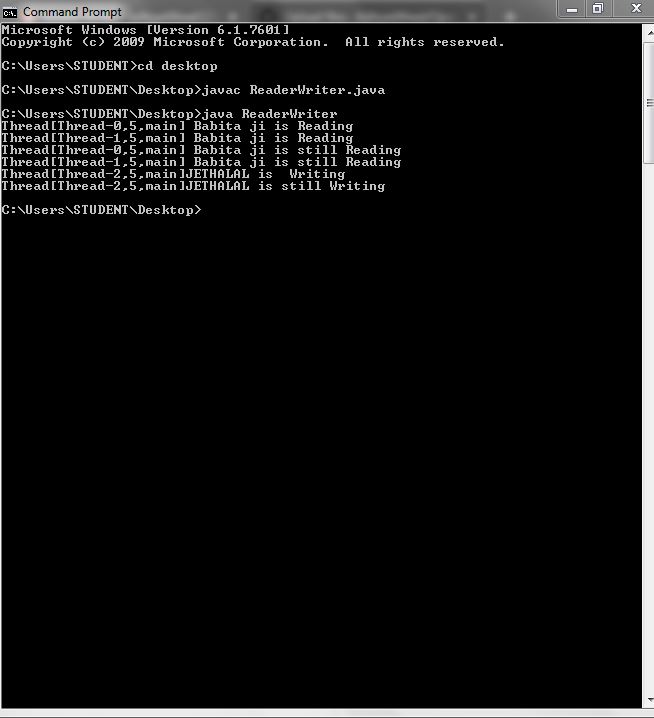 Command Prompt
Microsoft Windows [Version 6.1.7601]
Copyright (c) 2009 Microsoft Corporation.  All rights reserved.
C:\Users\STUDENT>cd desktop
C:\Users\STUDENT\Desktop>javac ReaderWriter.java
C:\Users\STUDENT\Desktop>java ReaderWriter
Thread[Thread-0,5,main] Babita ji is Reading
Thread[Thread-1,5,main] Babita ji is Reading
Thread[Thread-0,5,main] Babita ji is still Reading
Thread[Thread-1,5,main] Babita ji is still Reading
Thread[Thread-2,5,main]JETHALAL is  Writing
Thread[Thread-2,5,main]JETHALAL is still Writing
C:\Users\STUDENT\Desktop>